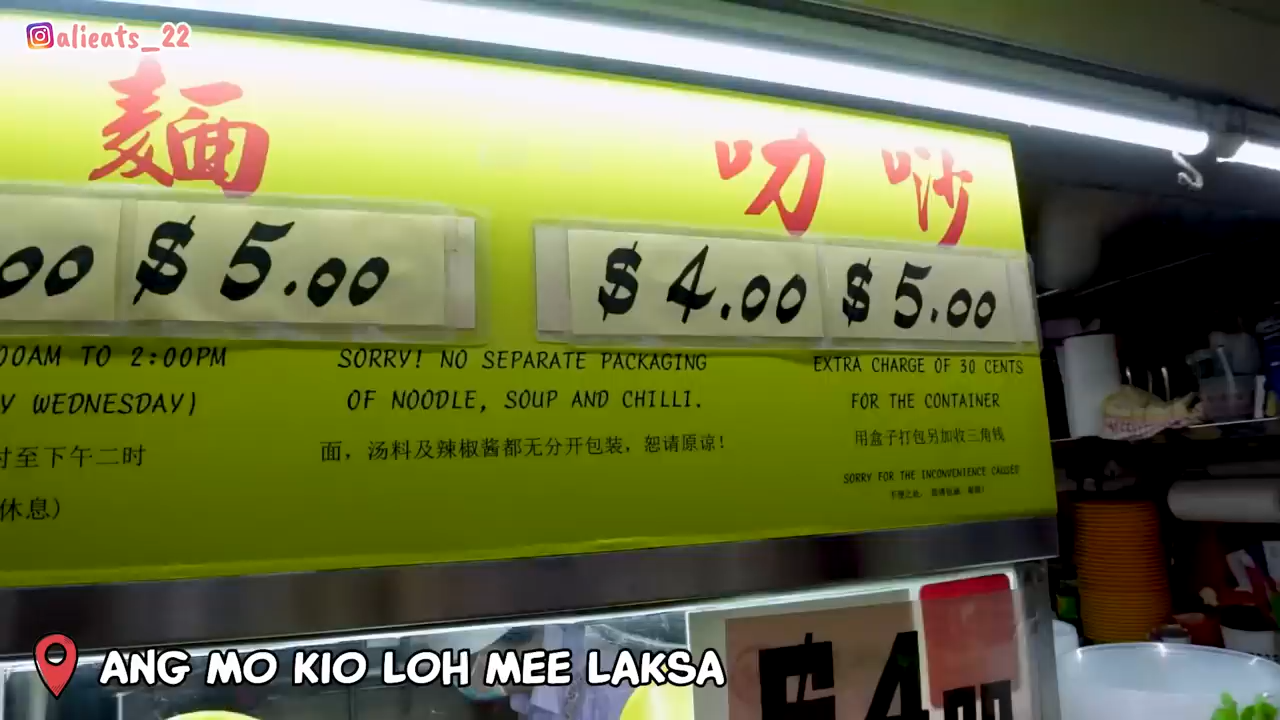 alieats_22
麵
叻沙
00 $5.00
$4.00 $5.00
00AM TO 2:00PM
Y WEDNESDAY)
时至下午二时
休息)
SORRY! NO SEPARATE PACKAGING
OF NOODLE, SOUP AND CHILLI.
面，汤料及辣椒酱都无分开包装，恕请原谅！
EXTRA CHARGE OF 30 CENTS
FOR THE CONTAINER
用盒子打包另加收三角钱
SORRY FOR THE INCONVENIENCE CAUSED
$4.00
ANG MO KIO LOH MEE LAKSA